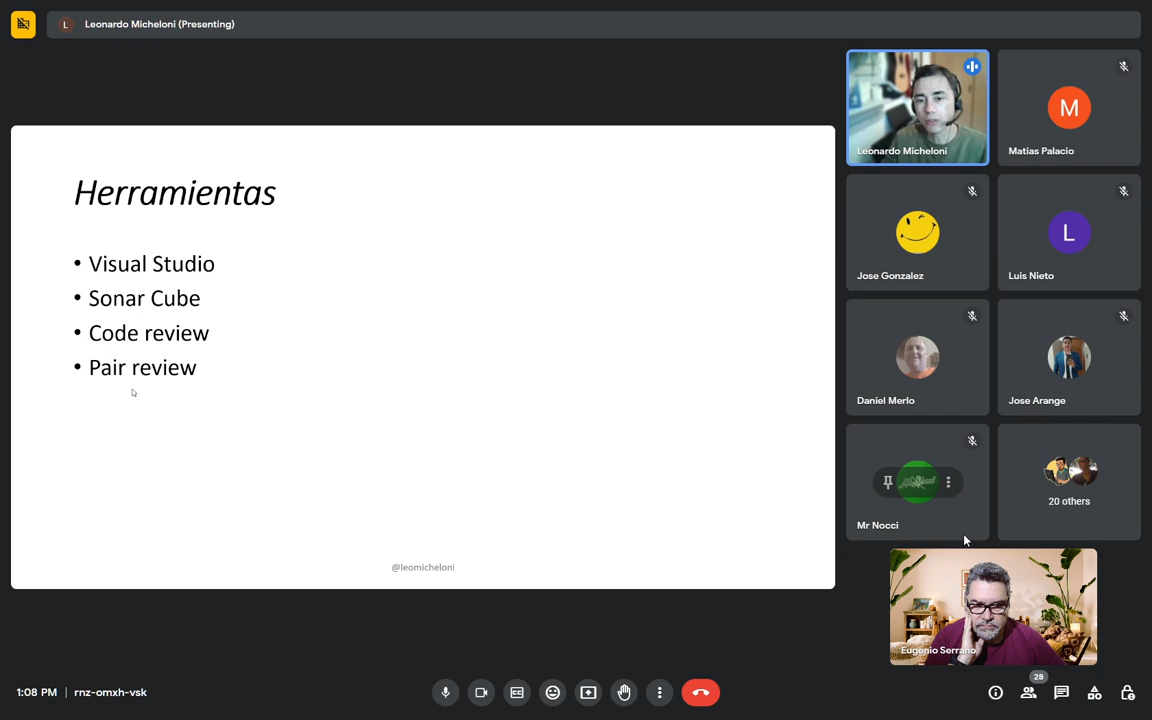 L
Leonardo Micheloni (Presenting)
Herramientas
• Visual Studio
• Sonar Cube
• Code review
• Pair review
@leomicheloni
Leonardo Micheloni
M
Matias Palacio
Jose Gonzalez
L
Luis Nieto
Daniel Merlo
Jose Arange
Mr Nocci
20 others
Eugenio Serrano
1:08 PM | rnz-omxh-vsk
28